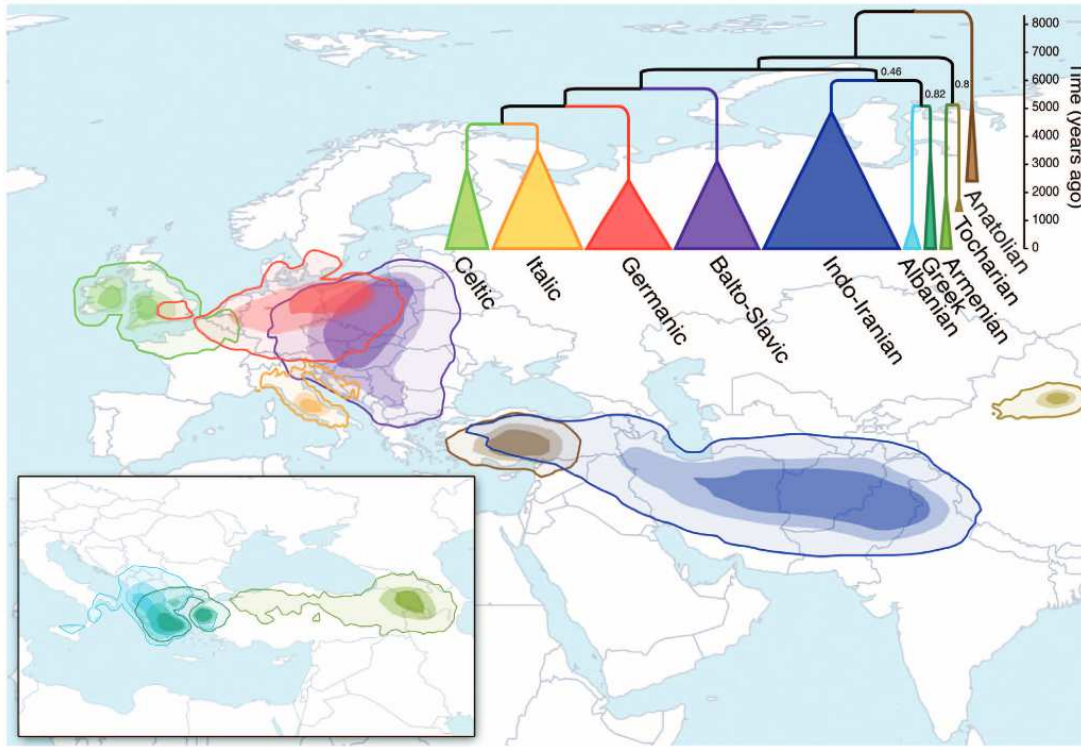 8000
7000
6000
5000
4000
3000
2000
1000
0
Time (years ago)
0.46
0.82
0.8
Celtic
Italic
Germanic
Balto-Slavic
Indo-Iranian
Albanian
Greek
Armenian
Tocharian
Anatolian